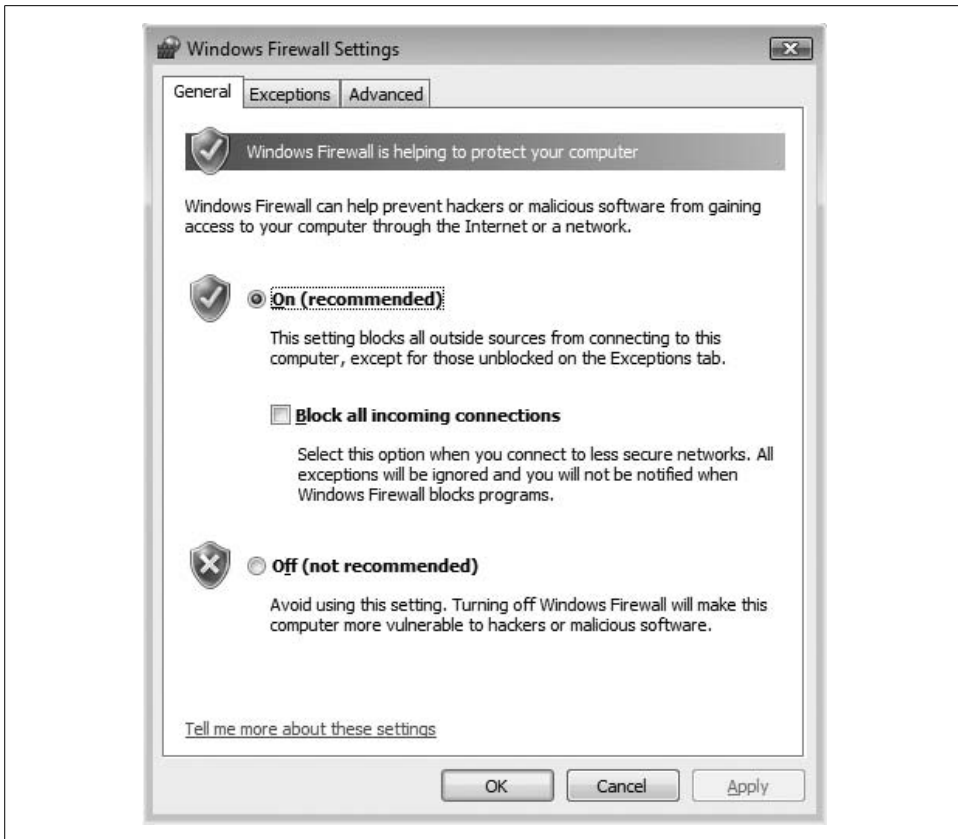 Windows Firewall Settings
General Exceptions Advanced
Windows Firewall is helping to protect your computer
Windows Firewall can help prevent hackers or malicious software from gaining
access to your computer through the Internet or a network.
On (recommended)
This setting blocks all outside sources from connecting to this
computer, except for those unblocked on the Exceptions tab.
Block all incoming connections
Select this option when you connect to less secure networks. All
exceptions will be ignored and you will not be notified when
Windows Firewall blocks programs.
Off (not recommended)
Avoid using this setting. Turning off Windows Firewall will make this
computer more vulnerable to hackers or malicious software.
Tell me more about these settings
OK Cancel Apply